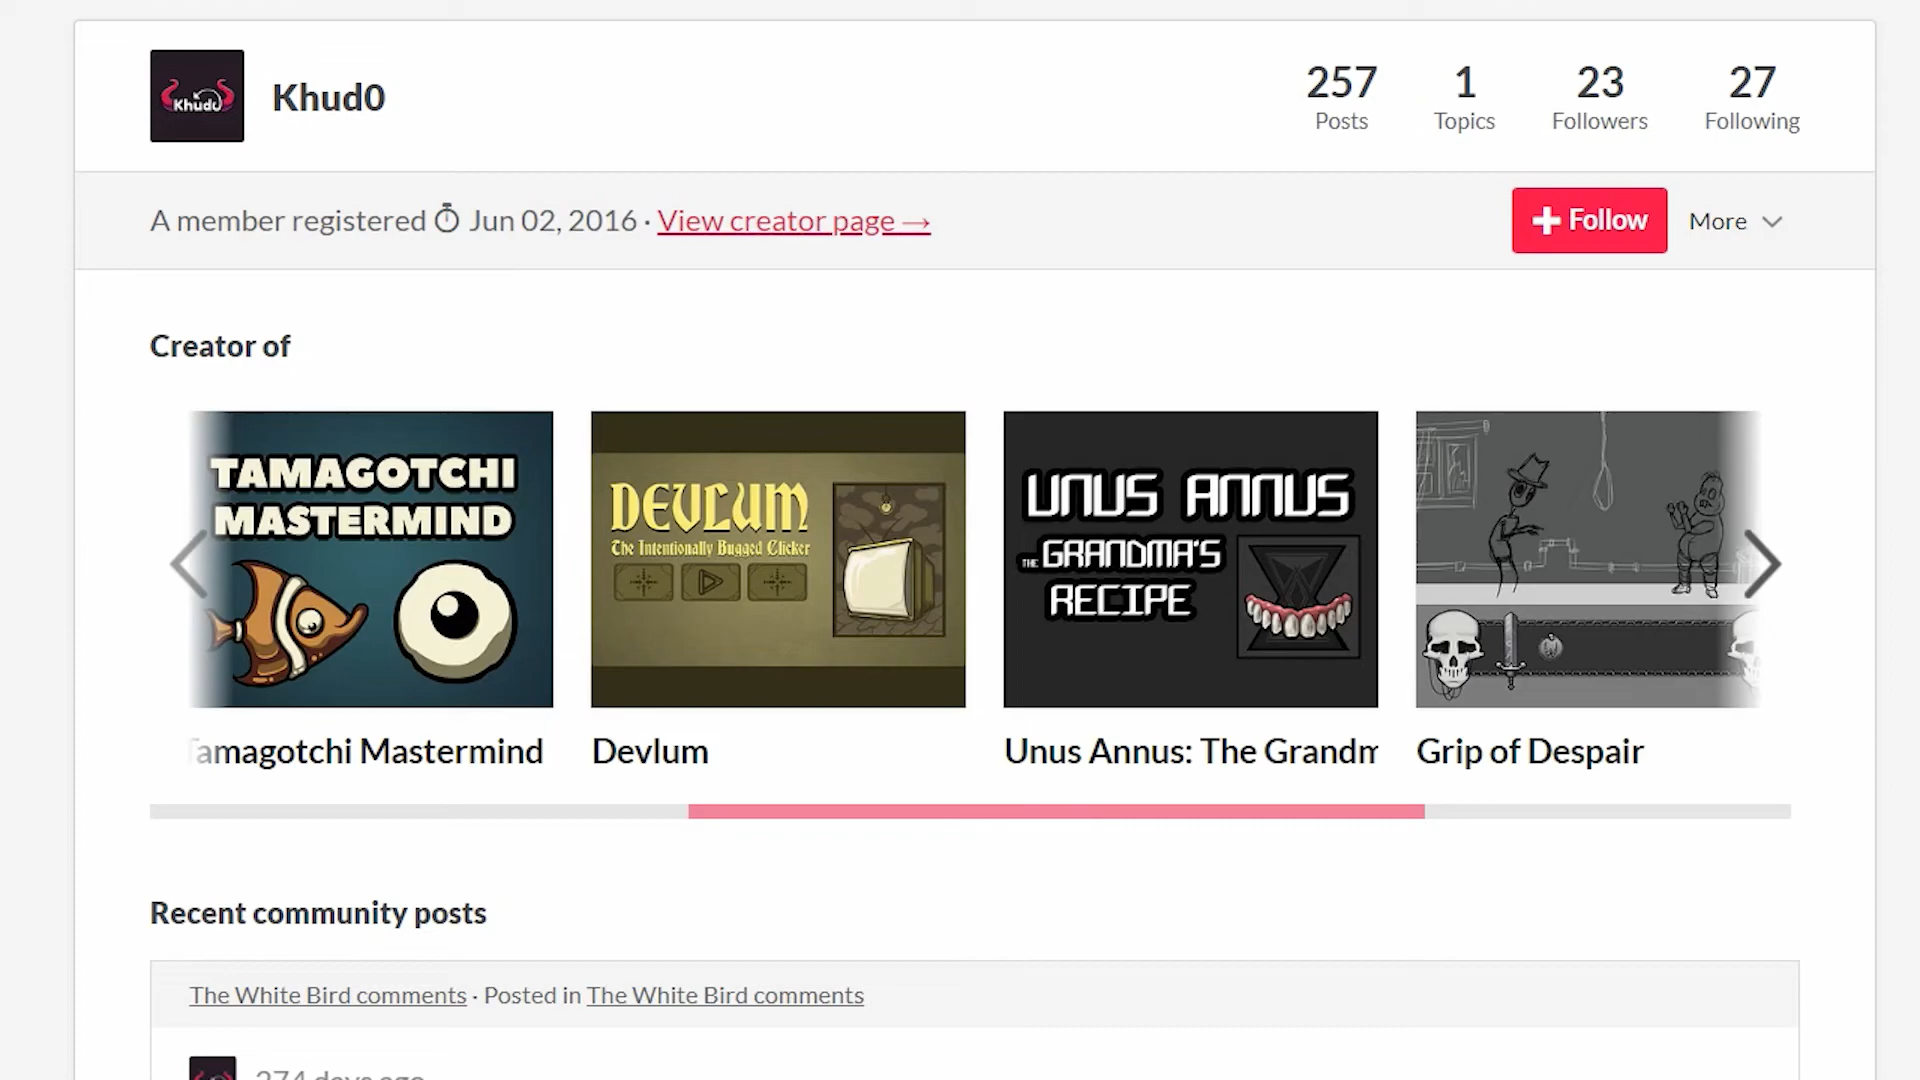 Khud0
Khud0
257
Posts
1
Topics
23
Followers
27
Following
A member registered Jun 02, 2016 · View creator page →
Follow
More
Creator of
TAMAGOTCHI
MASTERMIND
DEVLUM
The Intentionally Bugged Clicker
UNUS ANNUS
THE GRANDMA'S
RECIPE
amagotchi Mastermind
Devlum
Unus Annus: The Grandm
Grip of Despair
Recent community posts
The White Bird comments · Posted in The White Bird comments
274 days ago